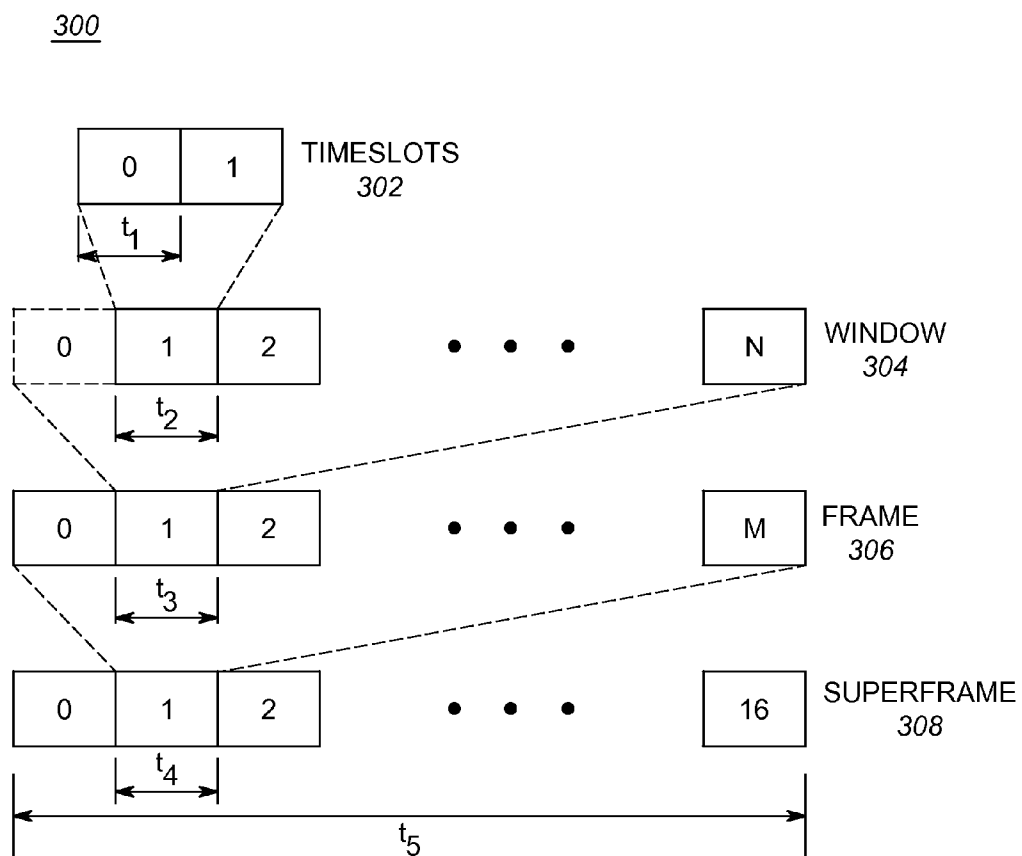 300
0 1 TIMESLOTS
302
t1
0 1 2 N WINDOW
304
t2
0 1 2 M FRAME
306
t3
0 1 2 16 SUPERFRAME
308
t4
t5